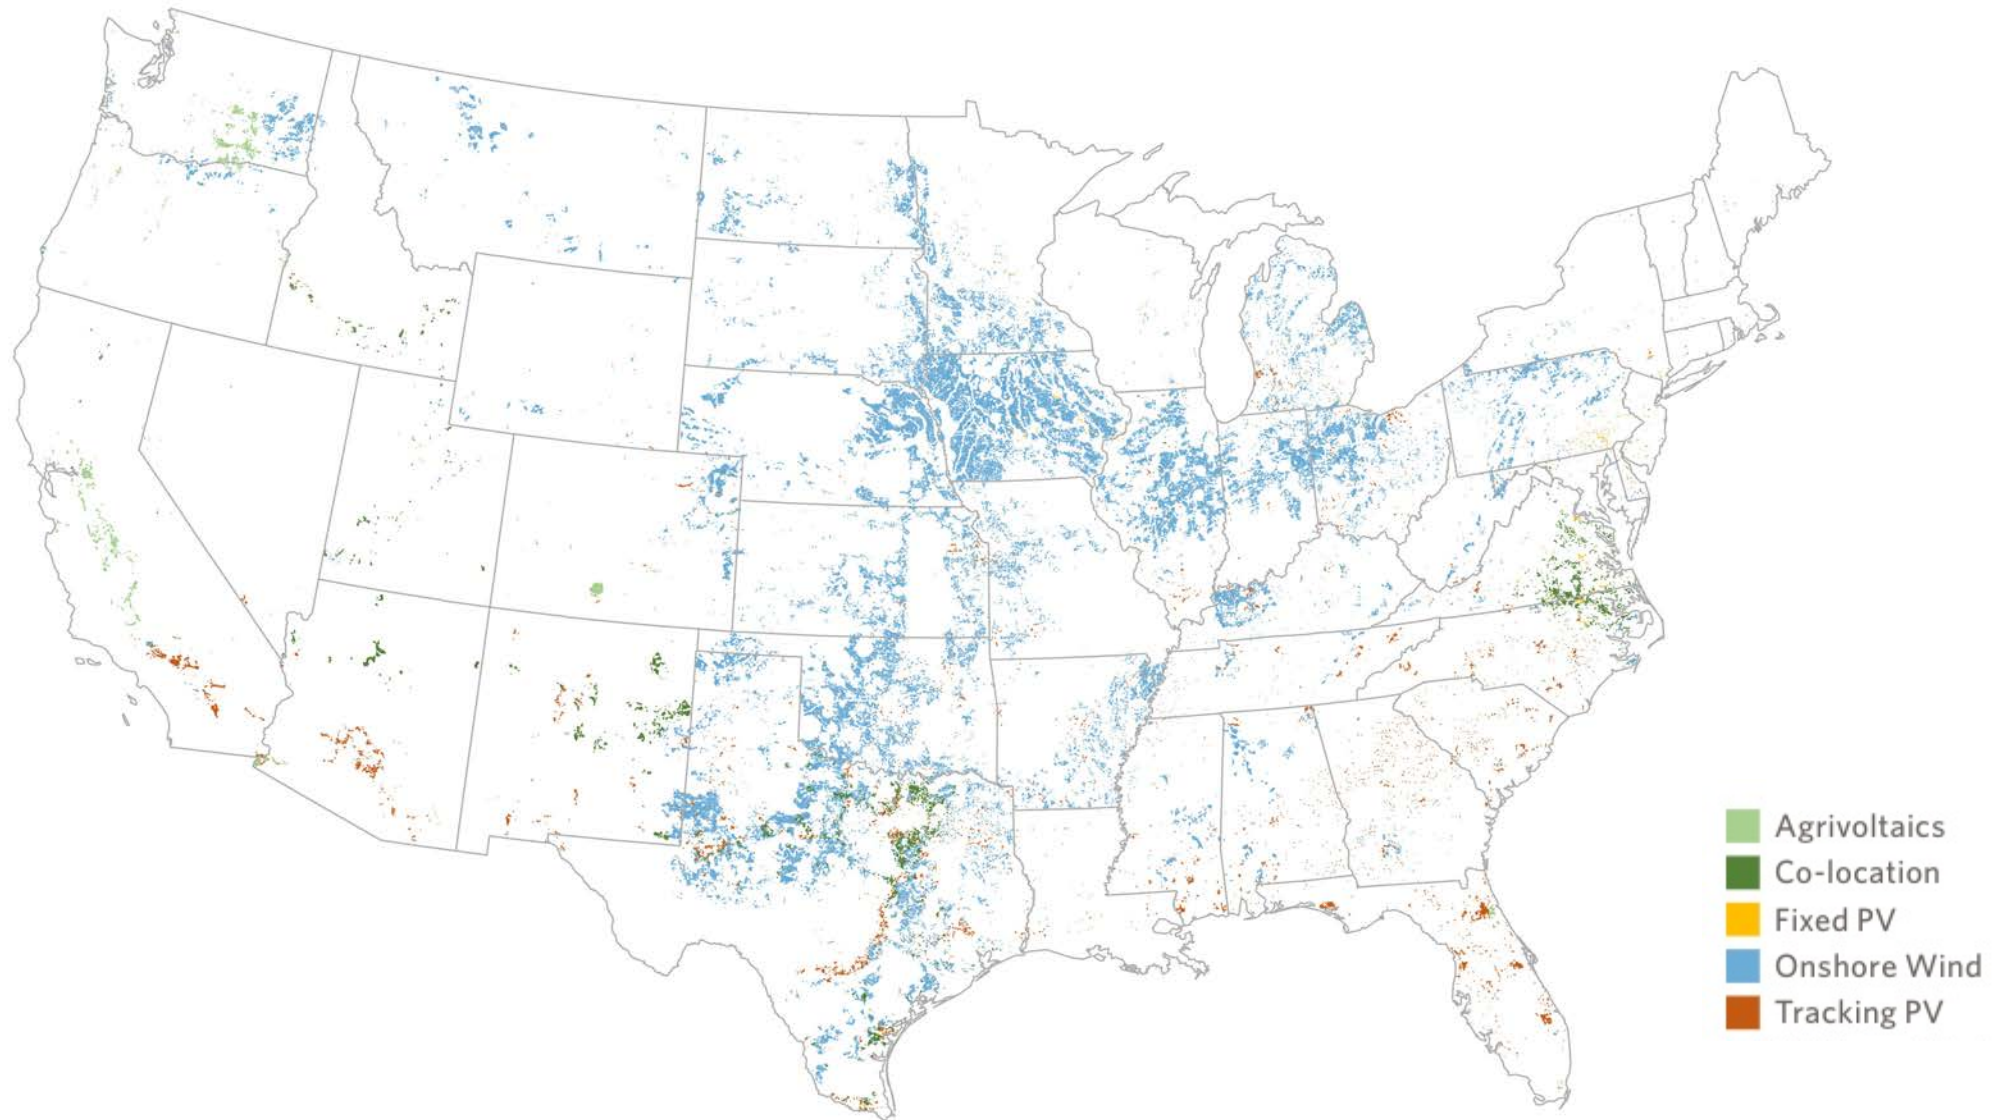 Agrivoltaics
Co-location
Fixed PV
Onshore Wind
Tracking PV